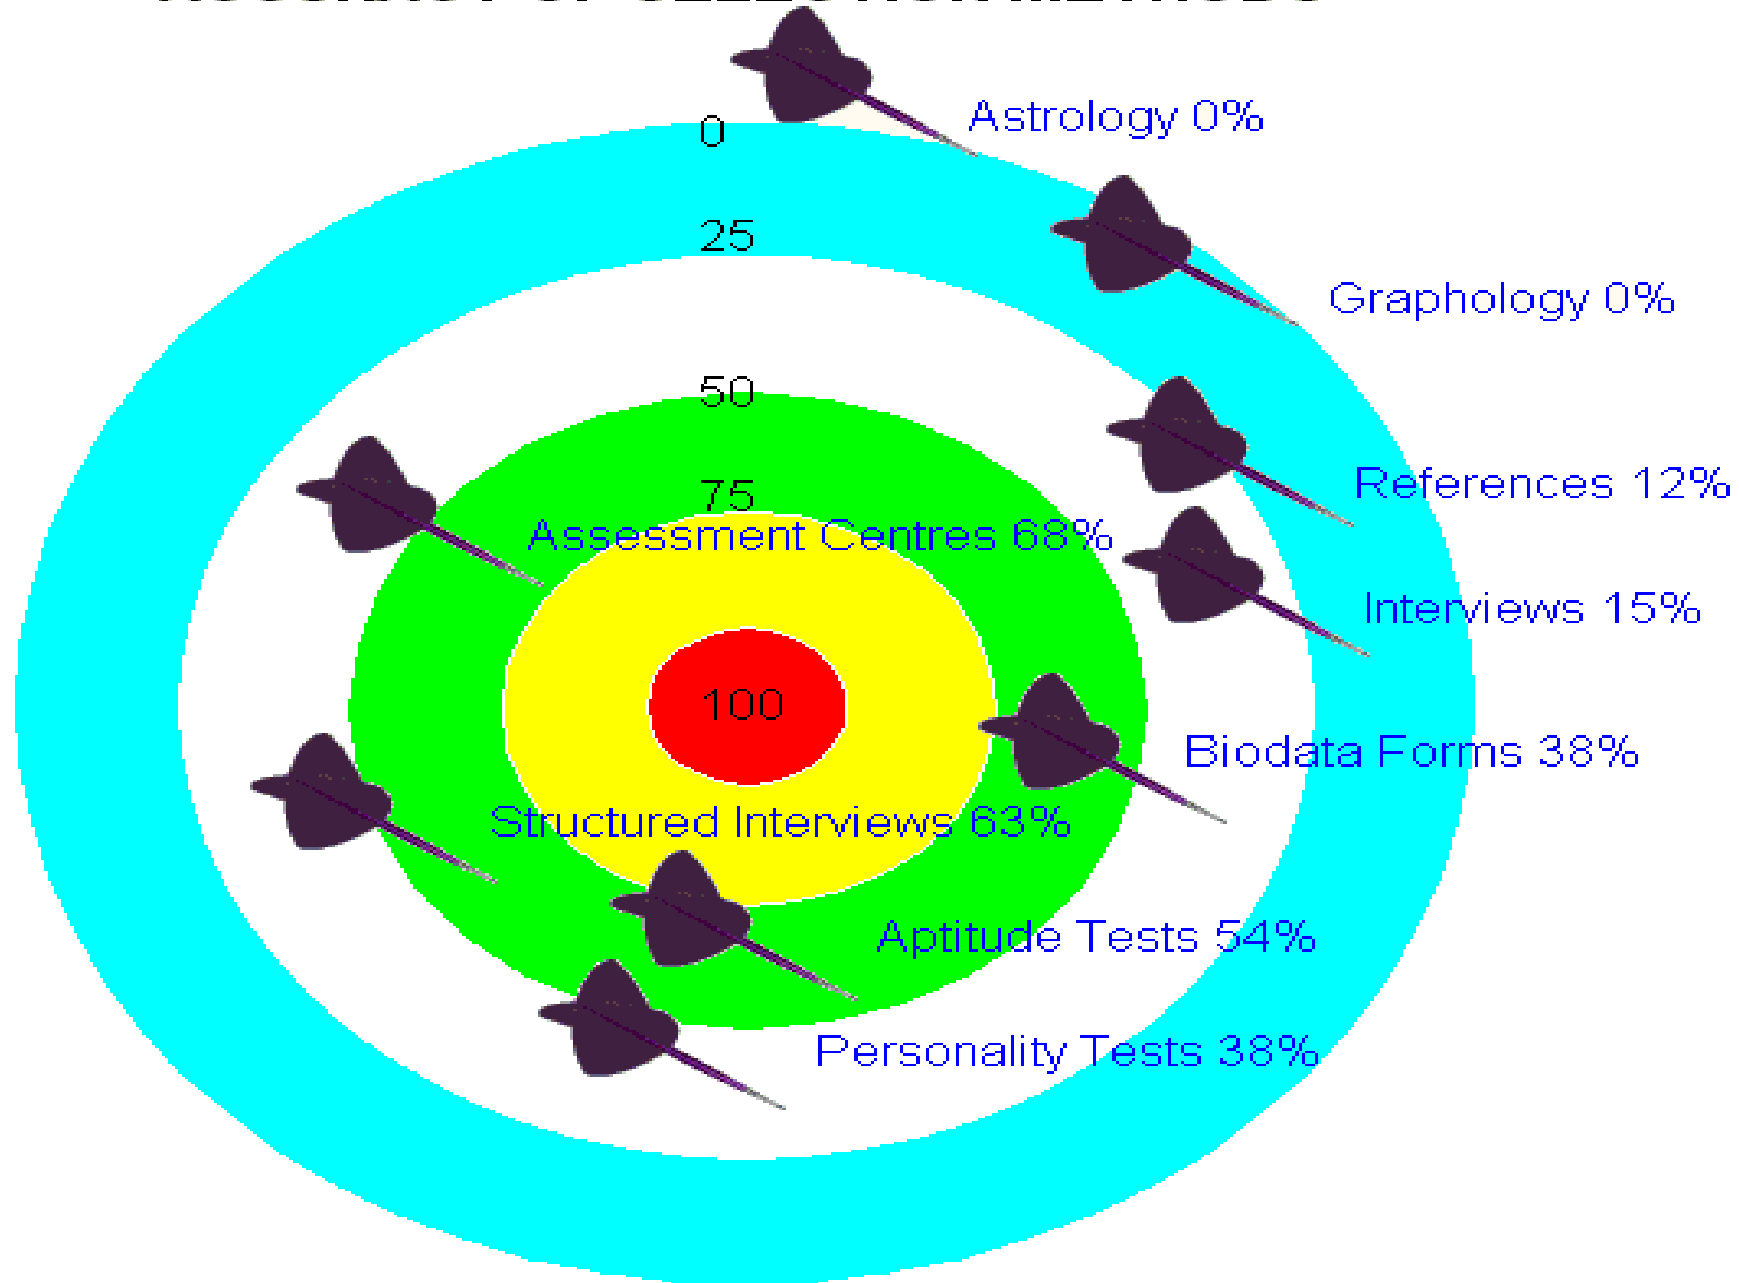 Astrology 0%
0
25
Graphology 0%
50
References 12%
75
Assessment Centres 68%
Interviews 15%
100
Biodata Forms 38%
Structured Interviews 63%
Aptitude Tests 54%
Personality Tests 38%